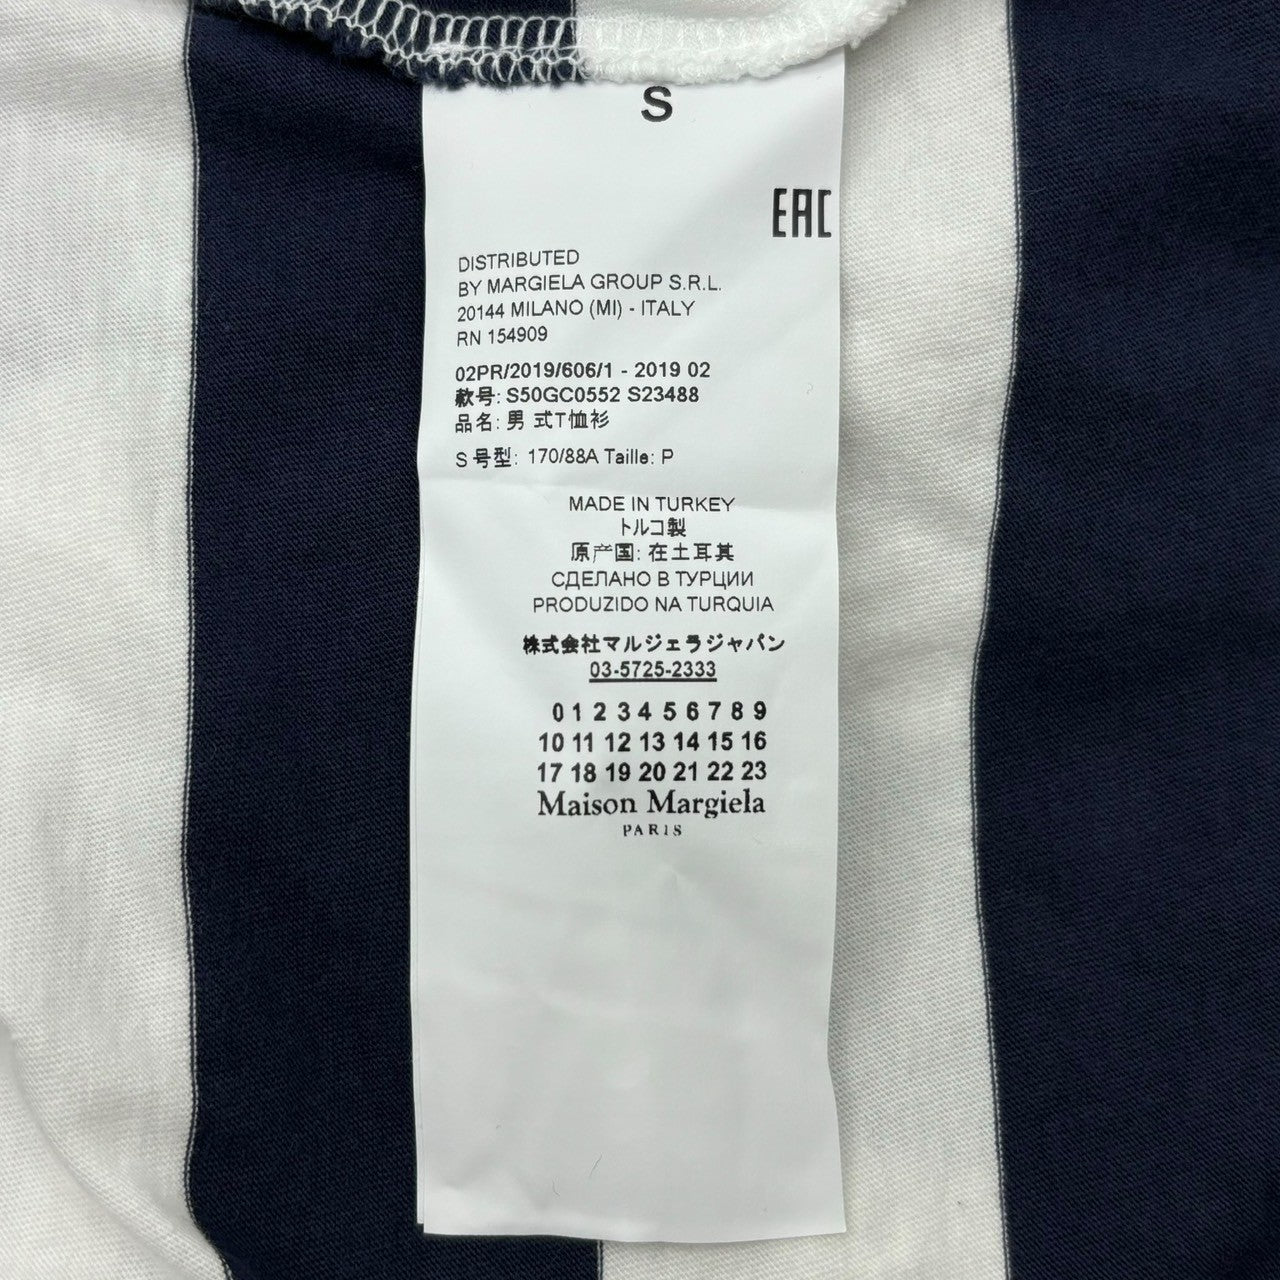 S
EAC
DISTRIBUTED
BY MARGIELA GROUP S.R.L.
20144 MILANO (MI) - ITALY
RN 154909
02PR/2019/606/1 - 2019 02
款号: S50GC0552 S23488
品名: 男 式T恤衫
S 号型: 170/88A Taille: P
MADE IN TURKEY
トルコ製
原产国: 在土耳其
СДЕЛАНО В ТУРЦИИ
PRODUZIDO NA TURQUIA
株式会社マルジェラジャパン
03-5725-2333
0 1 2 3 4 5 6 7 8 9
10 11 12 13 14 15 16
17 18 19 20 21 22 23
Maison Margiela
PARIS